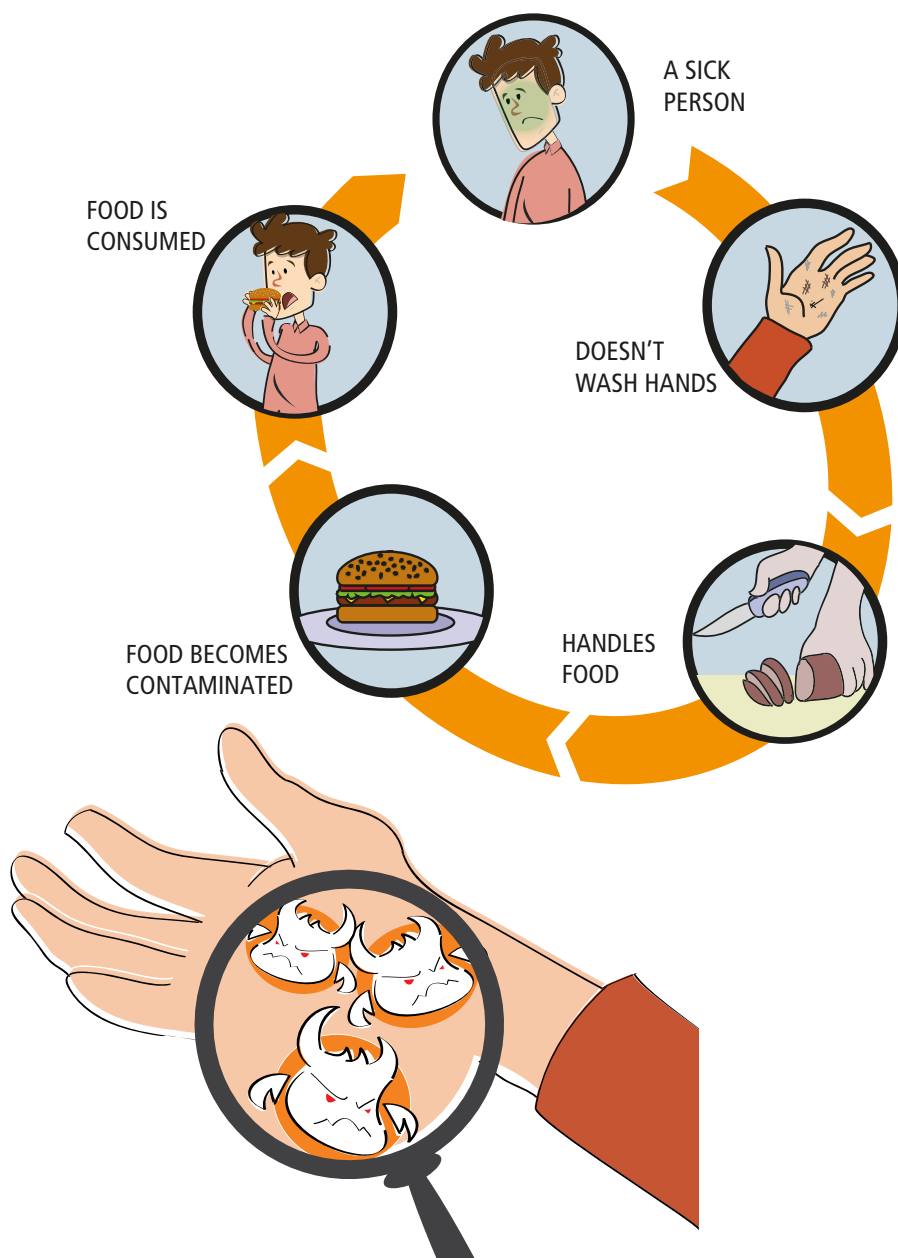 A SICK
PERSON
DOESN'T
WASH HANDS
HANDLES
FOOD
FOOD BECOMES
CONTAMINATED
FOOD IS
CONSUMED